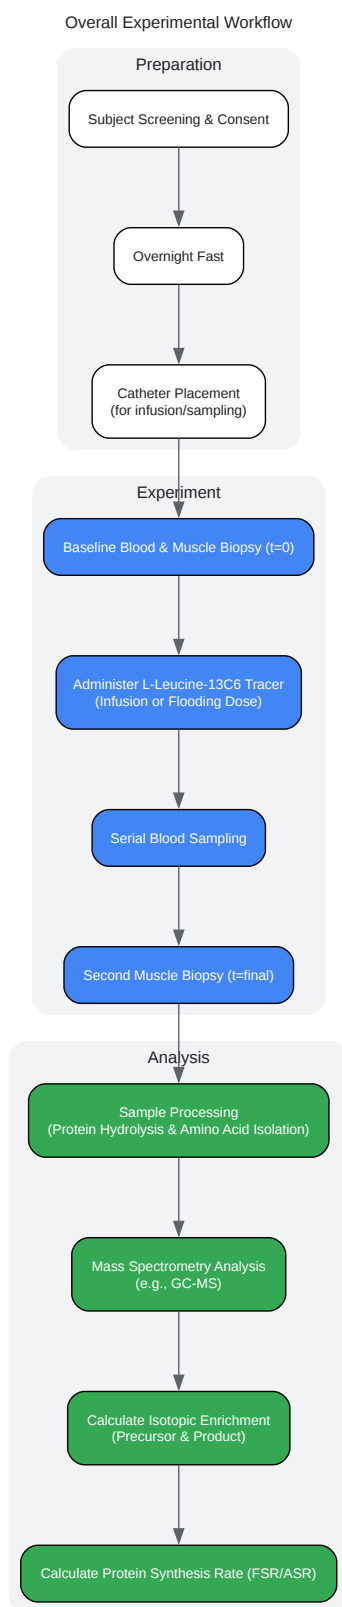 Overall Experimental Workflow
Preparation
Subject Screening & Consent
Overnight Fast
Catheter Placement
(for infusion/sampling)
Experiment
Baseline Blood & Muscle Biopsy (t=0)
Administer L-Leucine-13C6 Tracer
(Infusion or Flooding Dose)
Serial Blood Sampling
Second Muscle Biopsy (t=final)
Analysis
Sample Processing
(Protein Hydrolysis & Amino Acid Isolation)
Mass Spectrometry Analysis
(e.g., GC-MS)
Calculate Isotopic Enrichment
(Precursor & Product)
Calculate Protein Synthesis Rate (FSR/ASR)